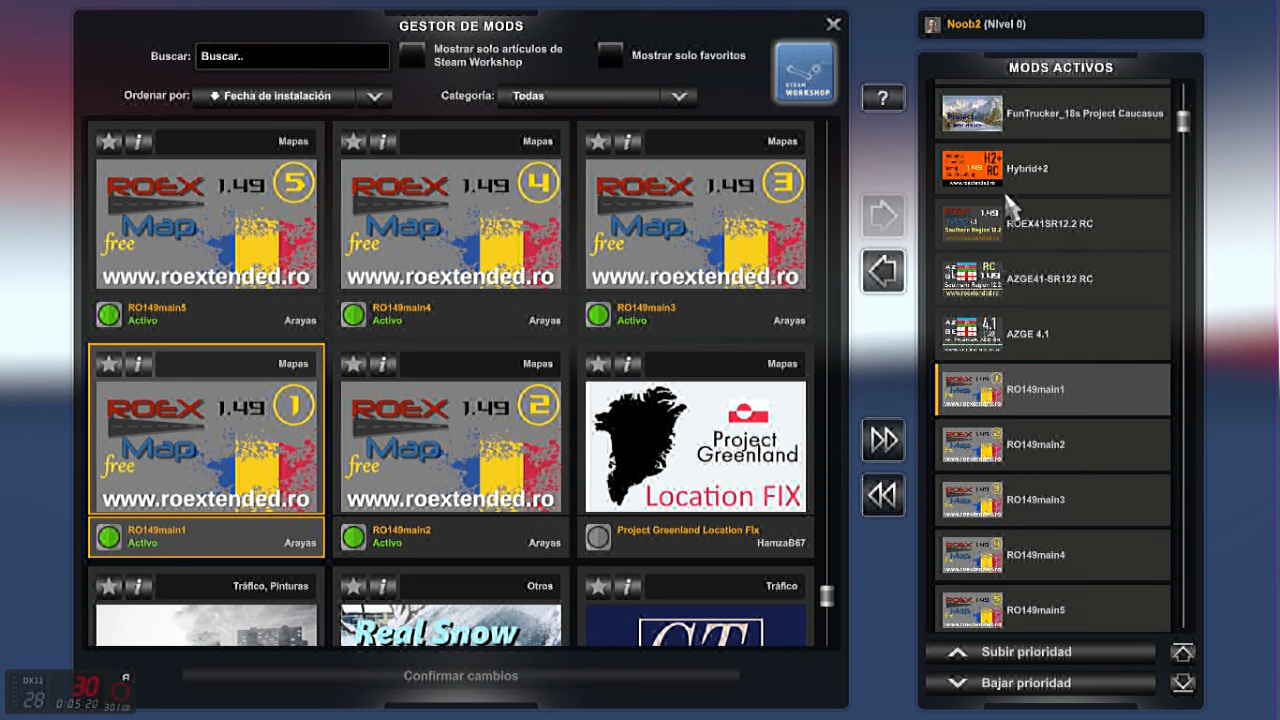 GESTOR DE MODS
Buscar: Buscar..
Mostrar solo artículos de
Steam Workshop
Mostrar solo favoritos
STEAM
WORKSHOP
Ordenar por: Fecha de instalación
Categoría: Todas
Mapas
ROEX 1.49 5
Map
free
www.roextended.ro
RO149main5
Activo
Arayas
Mapas
ROEX 1.49 4
Map
free
www.roextended.ro
RO149main4
Activo
Arayas
Mapas
ROEX 1.49 3
Map
free
www.roextended.ro
RO149main3
Activo
Arayas
Mapas
ROEX 1.49 1
Map
free
www.roextended.ro
RO149main1
Activo
Arayas
Mapas
ROEX 1.49 2
Map
free
www.roextended.ro
RO149main2
Activo
Arayas
Mapas
Project
Greenland
Location FIX
Project Greenland Location FIx
HamzaB67
Tráfico, Pinturas
Otros
Real Snow
Tráfico
GT
Confirmar cambios
?
Noob2 (Nivel 0)
MODS ACTIVOS
FunTrucker_18s Project Caucasus
Hybrid+2
ROEX41SR12.2 RC
AZGE41-SR122 RC
AZGE 4.1
RO149main1
RO149main2
RO149main3
RO149main4
RO149main5
Subir prioridad
Bajar prioridad
DX11
28
30
0:05:20